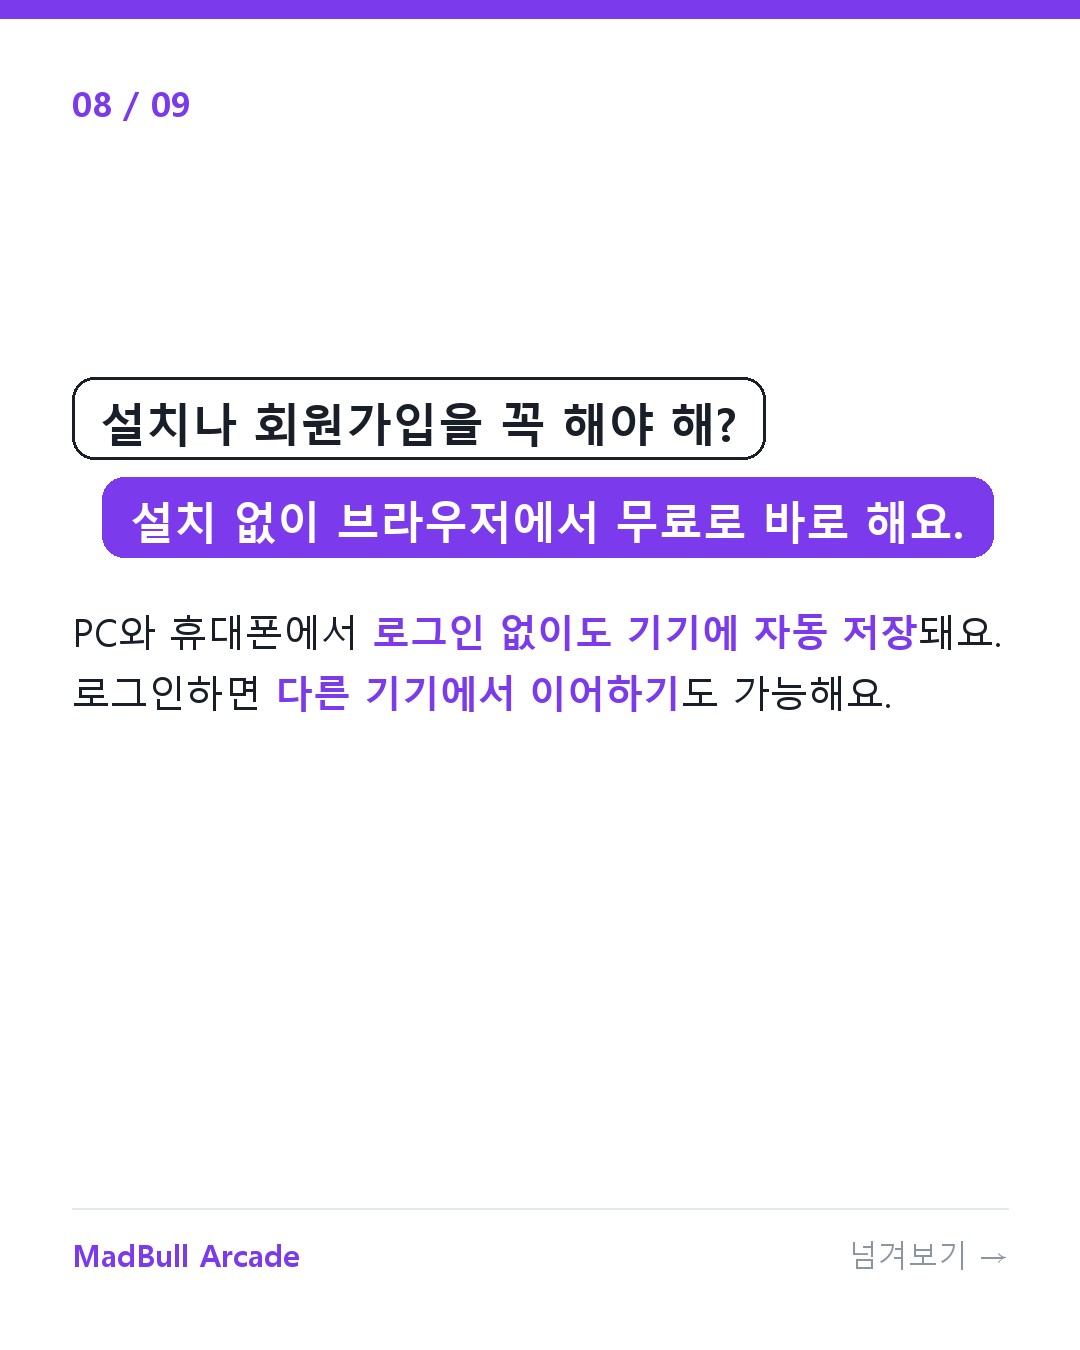 08 / 09
설치나 회원가입을 꼭 해야 해?
설치 없이 브라우저에서 무료로 바로 해요.
PC와 휴대폰에서 로그인 없이도 기기에 자동 저장돼요.
로그인하면 다른 기기에서 이어하기도 가능해요.
MadBull Arcade
넘겨보기 →